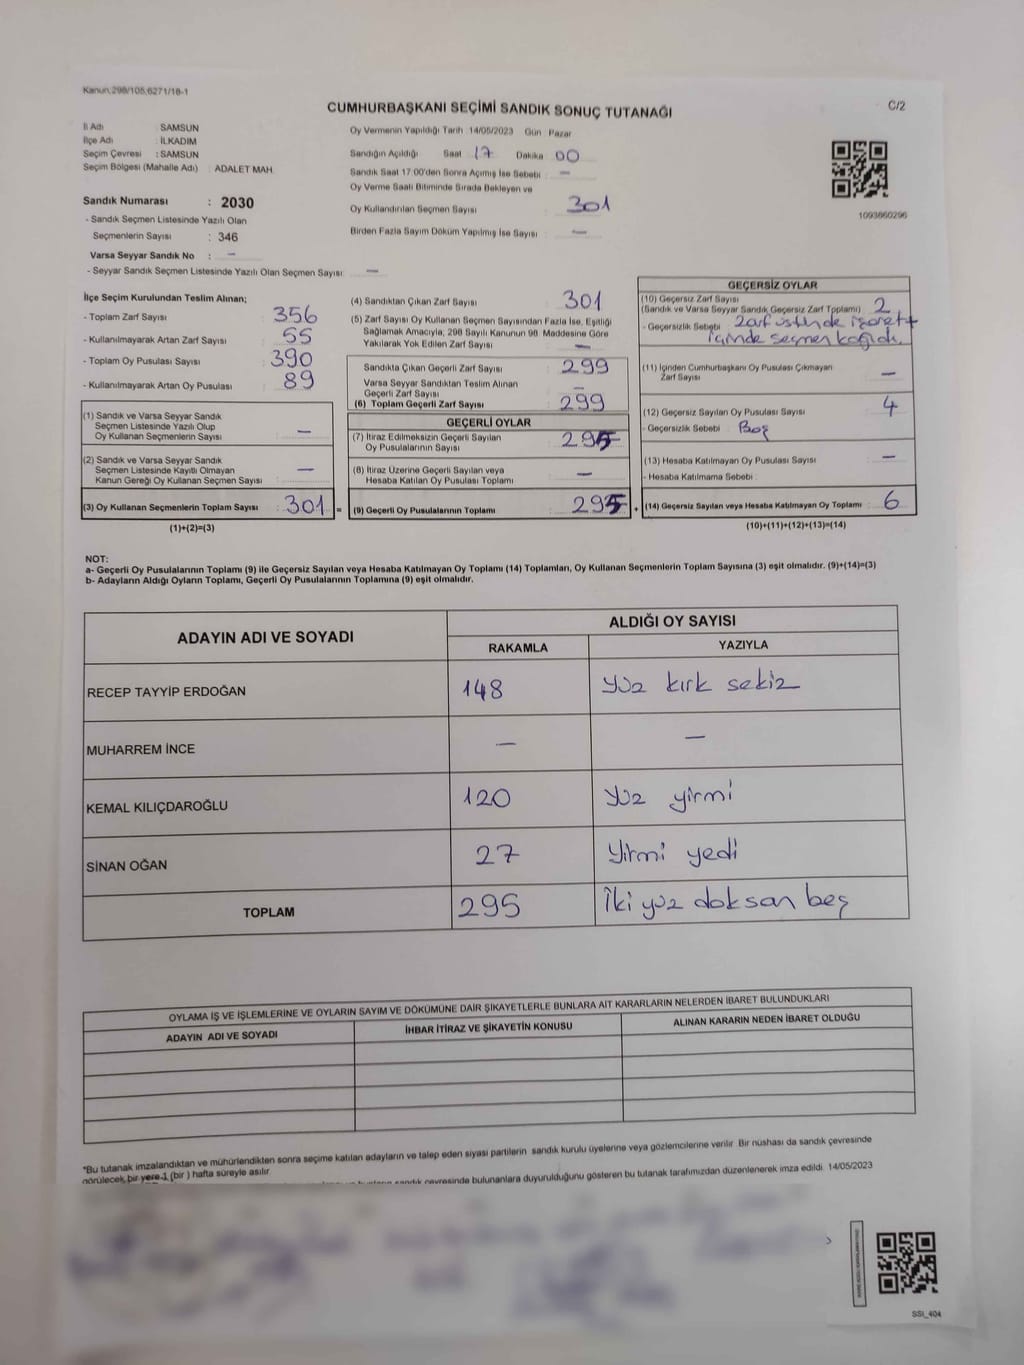 Kanun:298/105,6271/18-1
CUMHURBAŞKANI SEÇİMİ SANDIK SONUÇ TUTANAĞI
C/2
İl Adı : SAMSUN
İlçe Adı : İLKADIM
Seçim Çevresi : SAMSUN
Seçim Bölgesi (Mahalle Adı) : ADALET MAH.
Sandık Numarası : 2030
- Sandık Seçmen Listesinde Yazılı Olan
Seçmenlerin Sayısı : 346
Varsa Seyyar Sandık No : —
- Seyyar Sandık Seçmen Listesinde Yazılı Olan Seçmen Sayısı: —
Oy Vermenin Yapıldığı Tarih 14/05/2023 Gün Pazar
Sandığın Açıldığı Saat 17 Dakika 00
Sandık Saat 17:00'den Sonra Açımış İse Sebebi : —
Oy Verme Saati Bitiminde Sırada Bekleyen ve
Oy Kullandırılan Seçmen Sayısı : 301
Birden Fazla Sayım Döküm Yapılmış İse Sayısı : —
1093660296
İlçe Seçim Kurulundan Teslim Alınan;
- Toplam Zarf Sayısı : 356
- Kullanılmayarak Artan Zarf Sayısı : 55
- Toplam Oy Pusulası Sayısı : 390
- Kullanılmayarak Artan Oy Pusulası : 89
(1) Sandık ve Varsa Seyyar Sandık
Seçmen Listesinde Yazılı Olup
Oy Kullanan Seçmenlerin Sayısı : —
(2) Sandık ve Varsa Seyyar Sandık
Seçmen Listesinde Kayıtlı Olmayan
Kanun Gereği Oy Kullanan Seçmen Sayısı : —
(3) Oy Kullanan Seçmenlerin Toplam Sayısı : 301 =
(1)+(2)=(3)
(4) Sandıktan Çıkan Zarf Sayısı : 301
(5) Zarf Sayısı Oy Kullanan Seçmen Sayısından Fazla İse, Eşitliği
Sağlamak Amacıyla, 298 Sayılı Kanunun 98. Maddesine Göre
Yakılarak Yok Edilen Zarf Sayısı : —
Sandıkta Çıkan Geçerli Zarf Sayısı : 299
Varsa Seyyar Sandıktan Teslim Alınan
Geçerli Zarf Sayısı : —
(6) Toplam Geçerli Zarf Sayısı : 299
GEÇERLİ OYLAR
(7) İtiraz Edilmeksizin Geçerli Sayılan
Oy Pusulalarının Sayısı : 295
(8) İtiraz Üzerine Geçerli Sayılan veya
Hesaba Katılan Oy Pusulası Toplamı : —
(9) Geçerli Oy Pusulalarının Toplamı : 295 +
GEÇERSİZ OYLAR
(10) Geçersiz Zarf Sayısı
(Sandık ve Varsa Seyyar Sandık Geçersiz Zarf Toplamı) : 2
- Geçersizlik Sebebi : Zarf üstünde işaret +
içinde seçmen kağıdı.
(11) İçinden Cumhurbaşkanı Oy Pusulası Çıkmayan
Zarf Sayısı : —
(12) Geçersiz Sayılan Oy Pusulası Sayısı : 4
- Geçersizlik Sebebi : Boş
(13) Hesaba Katılmayan Oy Pusulası Sayısı : —
- Hesaba Katılmama Sebebi :
(14) Geçersiz Sayılan veya Hesaba Katılmayan Oy Toplamı : 6
(10)+(11)+(12)+(13)=(14)
NOT:
a- Geçerli Oy Pusulalarının Toplamı (9) ile Geçersiz Sayılan veya Hesaba Katılmayan Oy Toplamı (14) Toplamları, Oy Kullanan Seçmenlerin Toplam Sayısına (3) eşit olmalıdır. (9)+(14)=(3)
b- Adayların Aldığı Oyların Toplamı, Geçerli Oy Pusulalarının Toplamına (9) eşit olmalıdır.
ADAYIN ADI VE SOYADI
ALDIĞI OY SAYISI
RAKAMLA YAZIYLA
RECEP TAYYİP ERDOĞAN 148 yüz kırk sekiz
MUHARREM İNCE — —
KEMAL KILIÇDAROĞLU 120 yüz yirmi
SİNAN OĞAN 27 yirmi yedi
TOPLAM 295 iki yüz doksan beş
OYLAMA İŞ VE İŞLEMLERİNE VE OYLARIN SAYIM VE DÖKÜMÜNE DAİR ŞİKAYETLERLE BUNLARA AİT KARARLARIN NELERDEN İBARET BULUNDUKLARI
ADAYIN ADI VE SOYADI İHBAR İTİRAZ VE ŞİKAYETİN KONUSU ALINAN KARARIN NEDEN İBARET OLDUĞU
*Bu tutanak imzalandıktan ve mühürlendikten sonra seçime katılan adayların ve talep eden siyasi partilerin sandık kurulu üyelerine veya gözlemcilerine verilir. Bir nüshası da sandık çevresinde
görülecek bir yere 1 (bir ) hafta süreyle asılır.
sandık çevresinde bulunanlara duyurulduğunu gösteren bu tutanak tarafımızdan düzenlenerek imza edildi. 14/05/2023
SSI_404